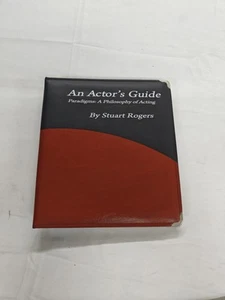 An Actor's Guide
Paradigms: A Philosophy of Acting
By Stuart Rogers